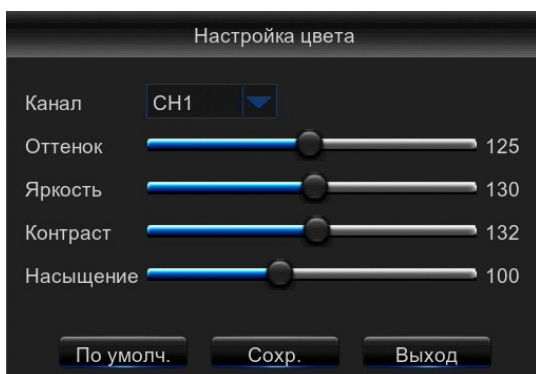 Настройка цвета
Канал CH1
Оттенок 125
Яркость 130
Контраст 132
Насыщение 100
По умолч. Сохр. Выход